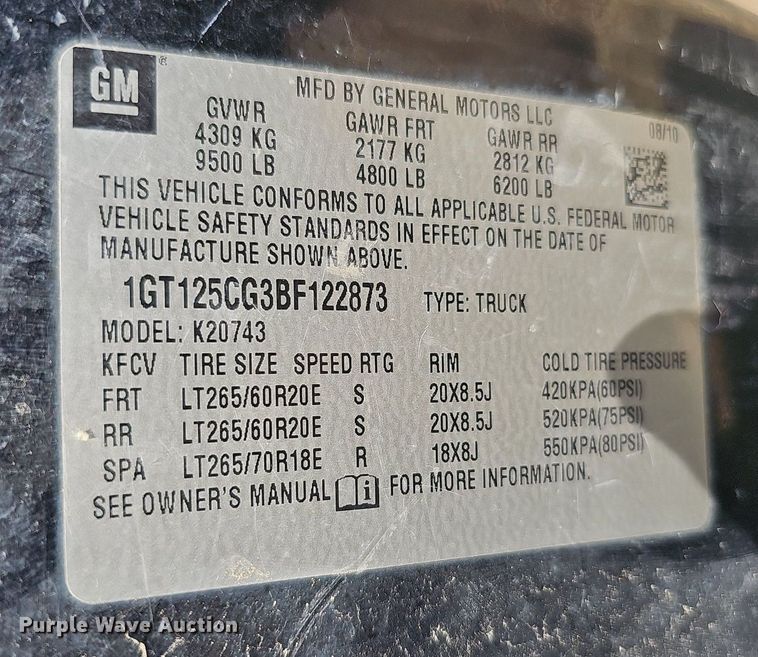 GM
MFD BY GENERAL MOTORS LLC
08/10
GVWR GAWR FRT GAWR RR
4309 KG 2177 KG 2812 KG
9500 LB 4800 LB 6200 LB
THIS VEHICLE CONFORMS TO ALL APPLICABLE U.S. FEDERAL MOTOR
VEHICLE SAFETY STANDARDS IN EFFECT ON THE DATE OF
MANUFACTURE SHOWN ABOVE.
1GT125CG3BF122873 TYPE: TRUCK
MODEL: K20743
KFCV TIRE SIZE SPEED RTG RIM COLD TIRE PRESSURE
FRT LT265/60R20E S 20X8.5J 420KPA(60PSI)
RR LT265/60R20E S 20X8.5J 520KPA(75PSI)
SPA LT265/70R18E R 18X8J 550KPA(80PSI)
SEE OWNER'S MANUAL i FOR MORE INFORMATION.
Purple Wave Auction